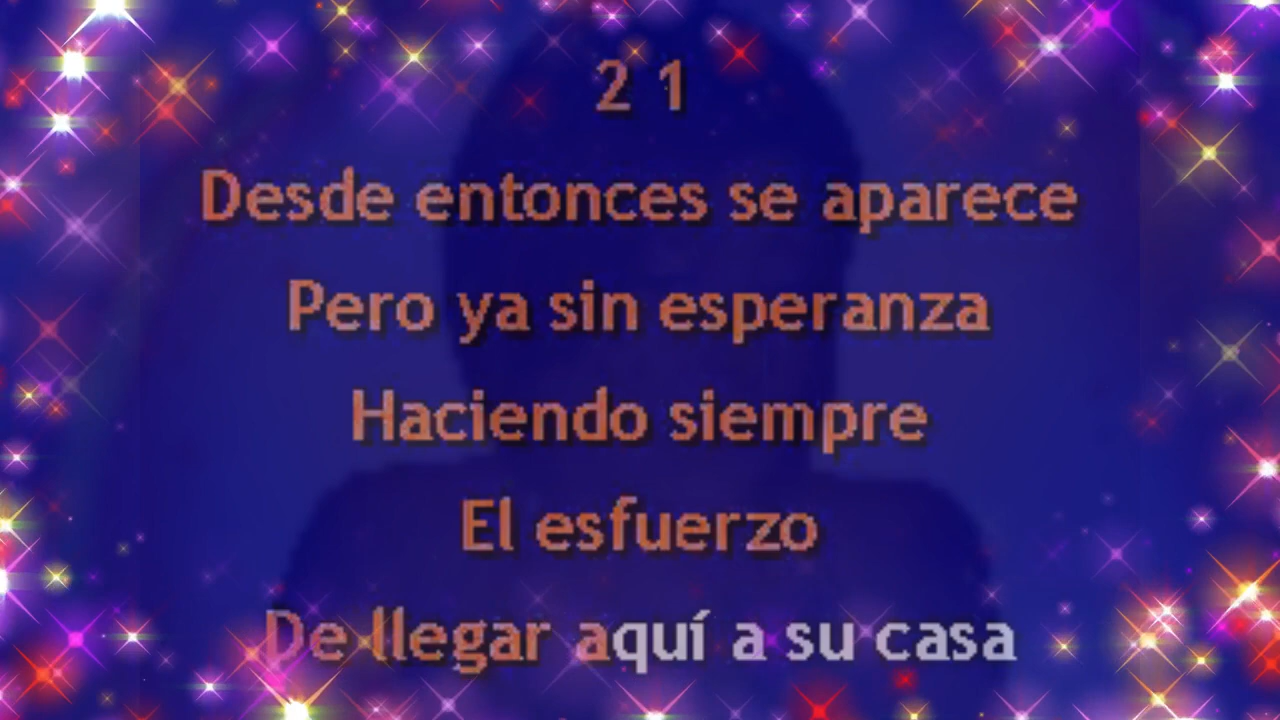 2 1
Desde entonces se aparece
Pero ya sin esperanza
Haciendo siempre
El esfuerzo
De llegar aquí a su casa